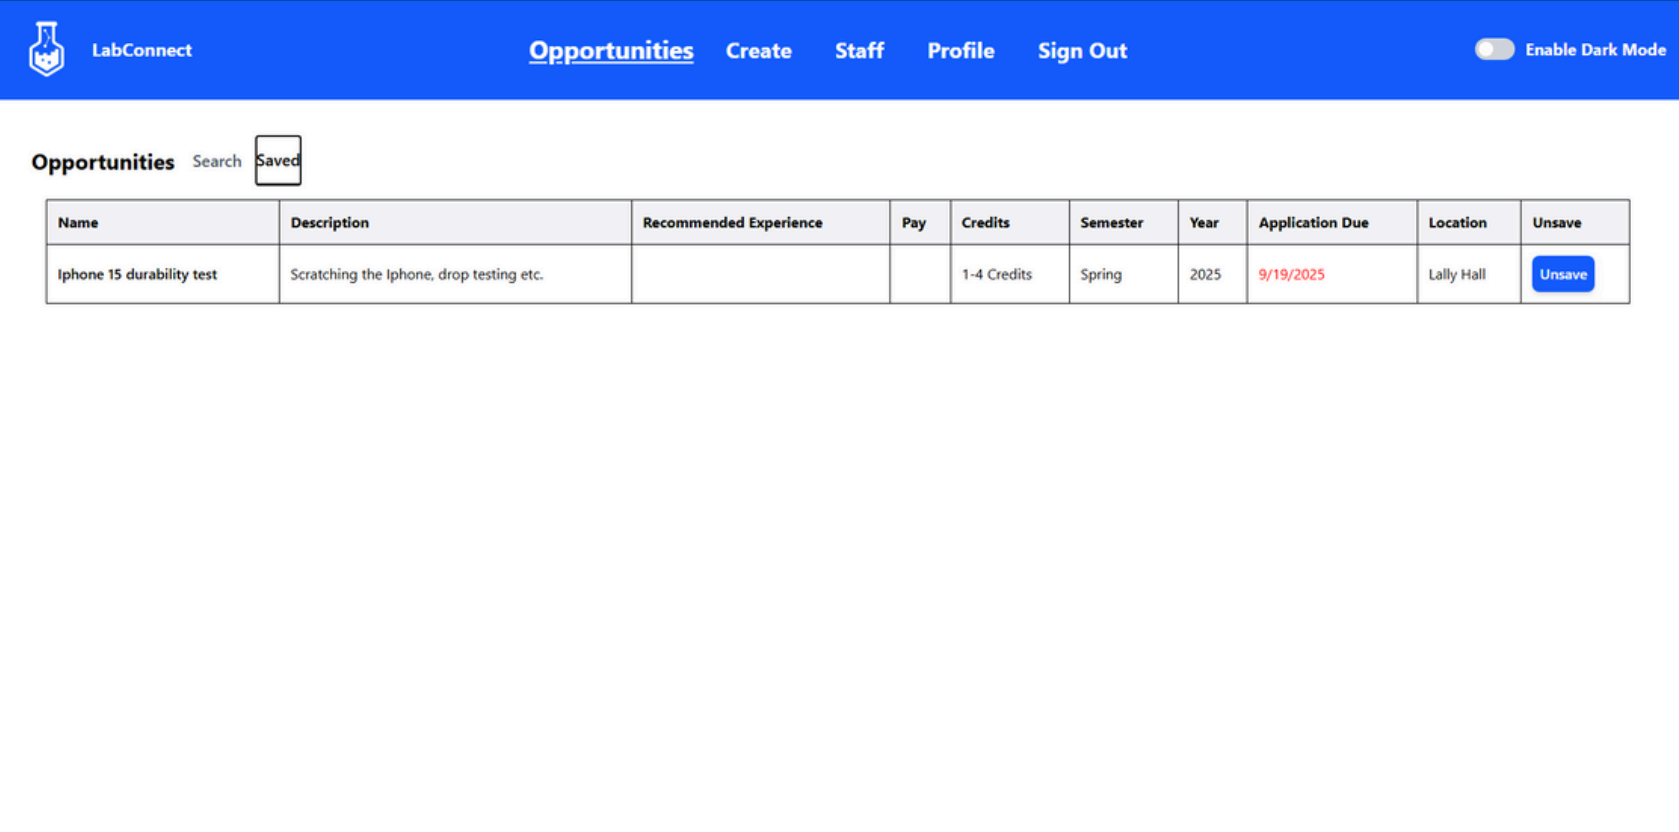 LabConnect
Opportunities Create Staff Profile Sign Out
Enable Dark Mode
Opportunities Search Saved
Name Description Recommended Experience Pay Credits Semester Year Application Due Location Unsave
Iphone 15 durability test Scratching the Iphone, drop testing etc. 1-4 Credits Spring 2025 9/19/2025 Lally Hall Unsave